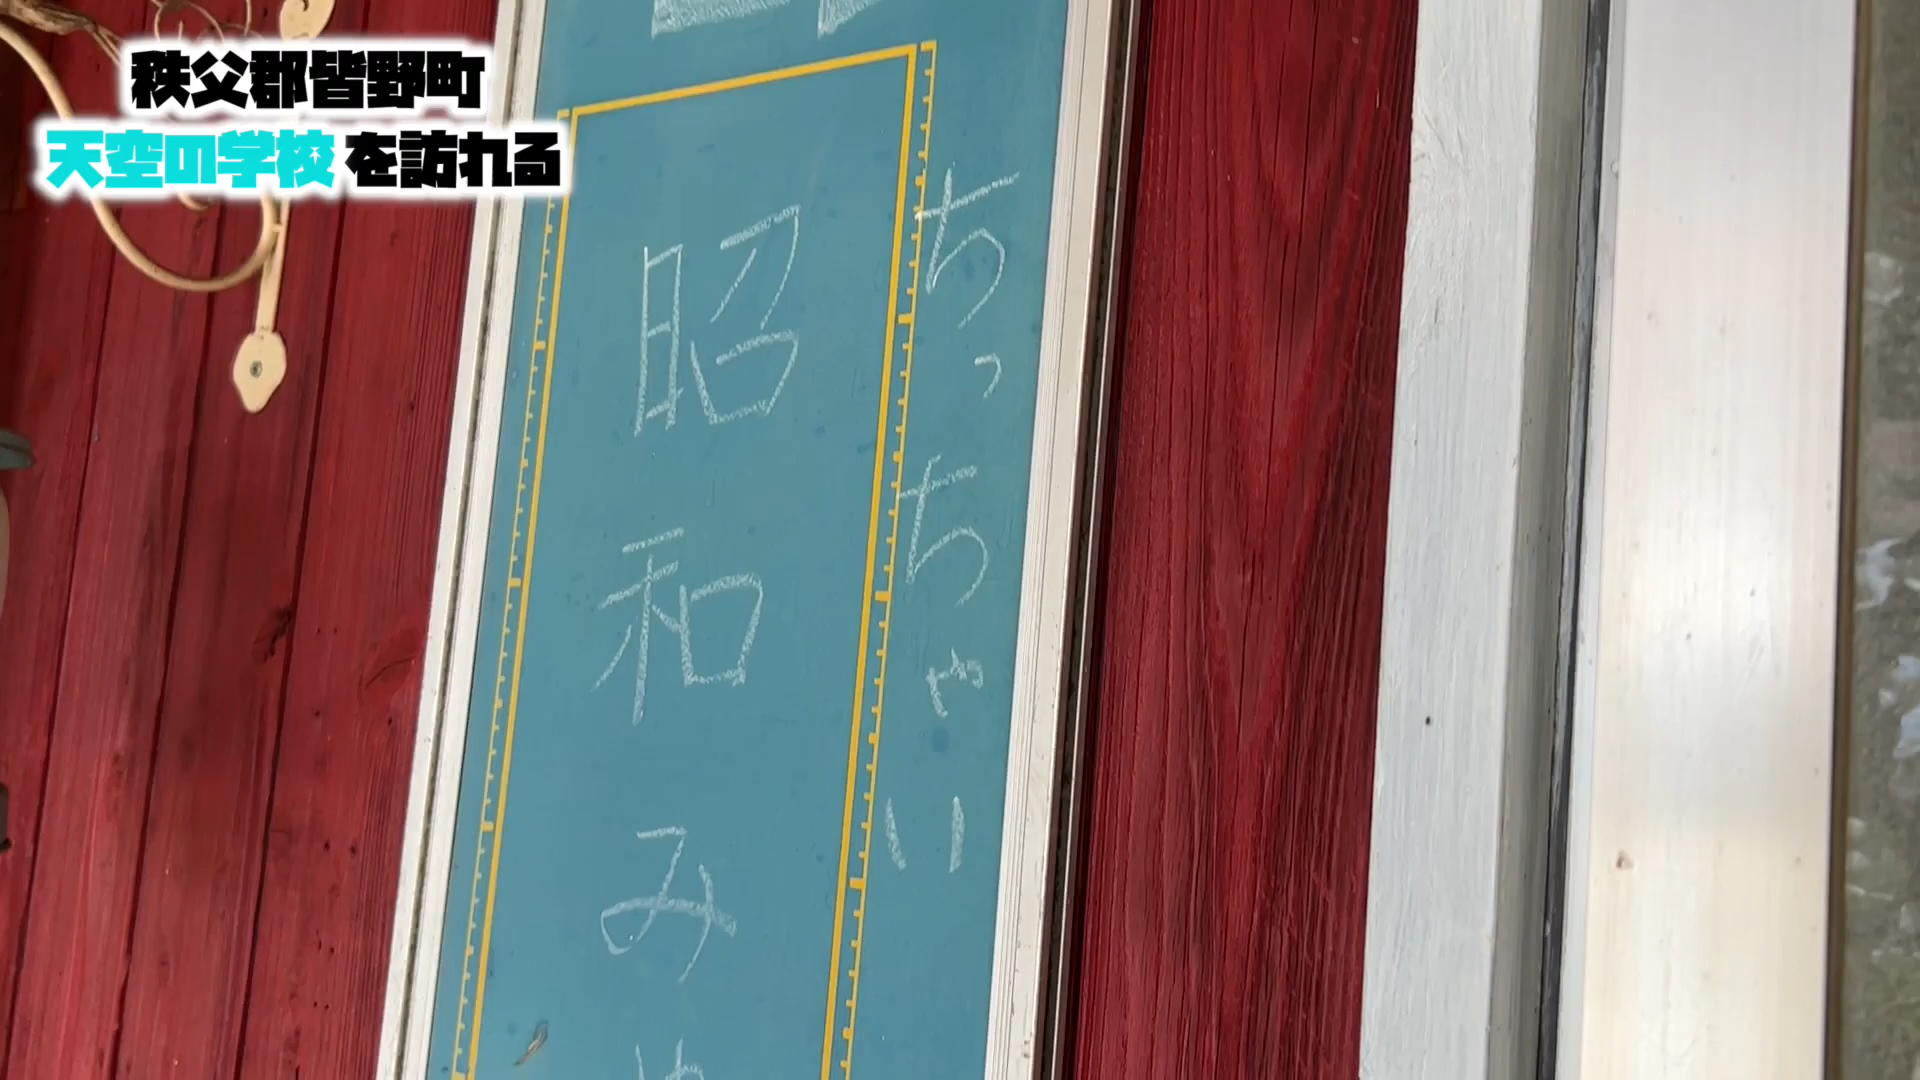 秩父郡皆野町
天空の学校を訪れる
ちっちゃい
昭和み